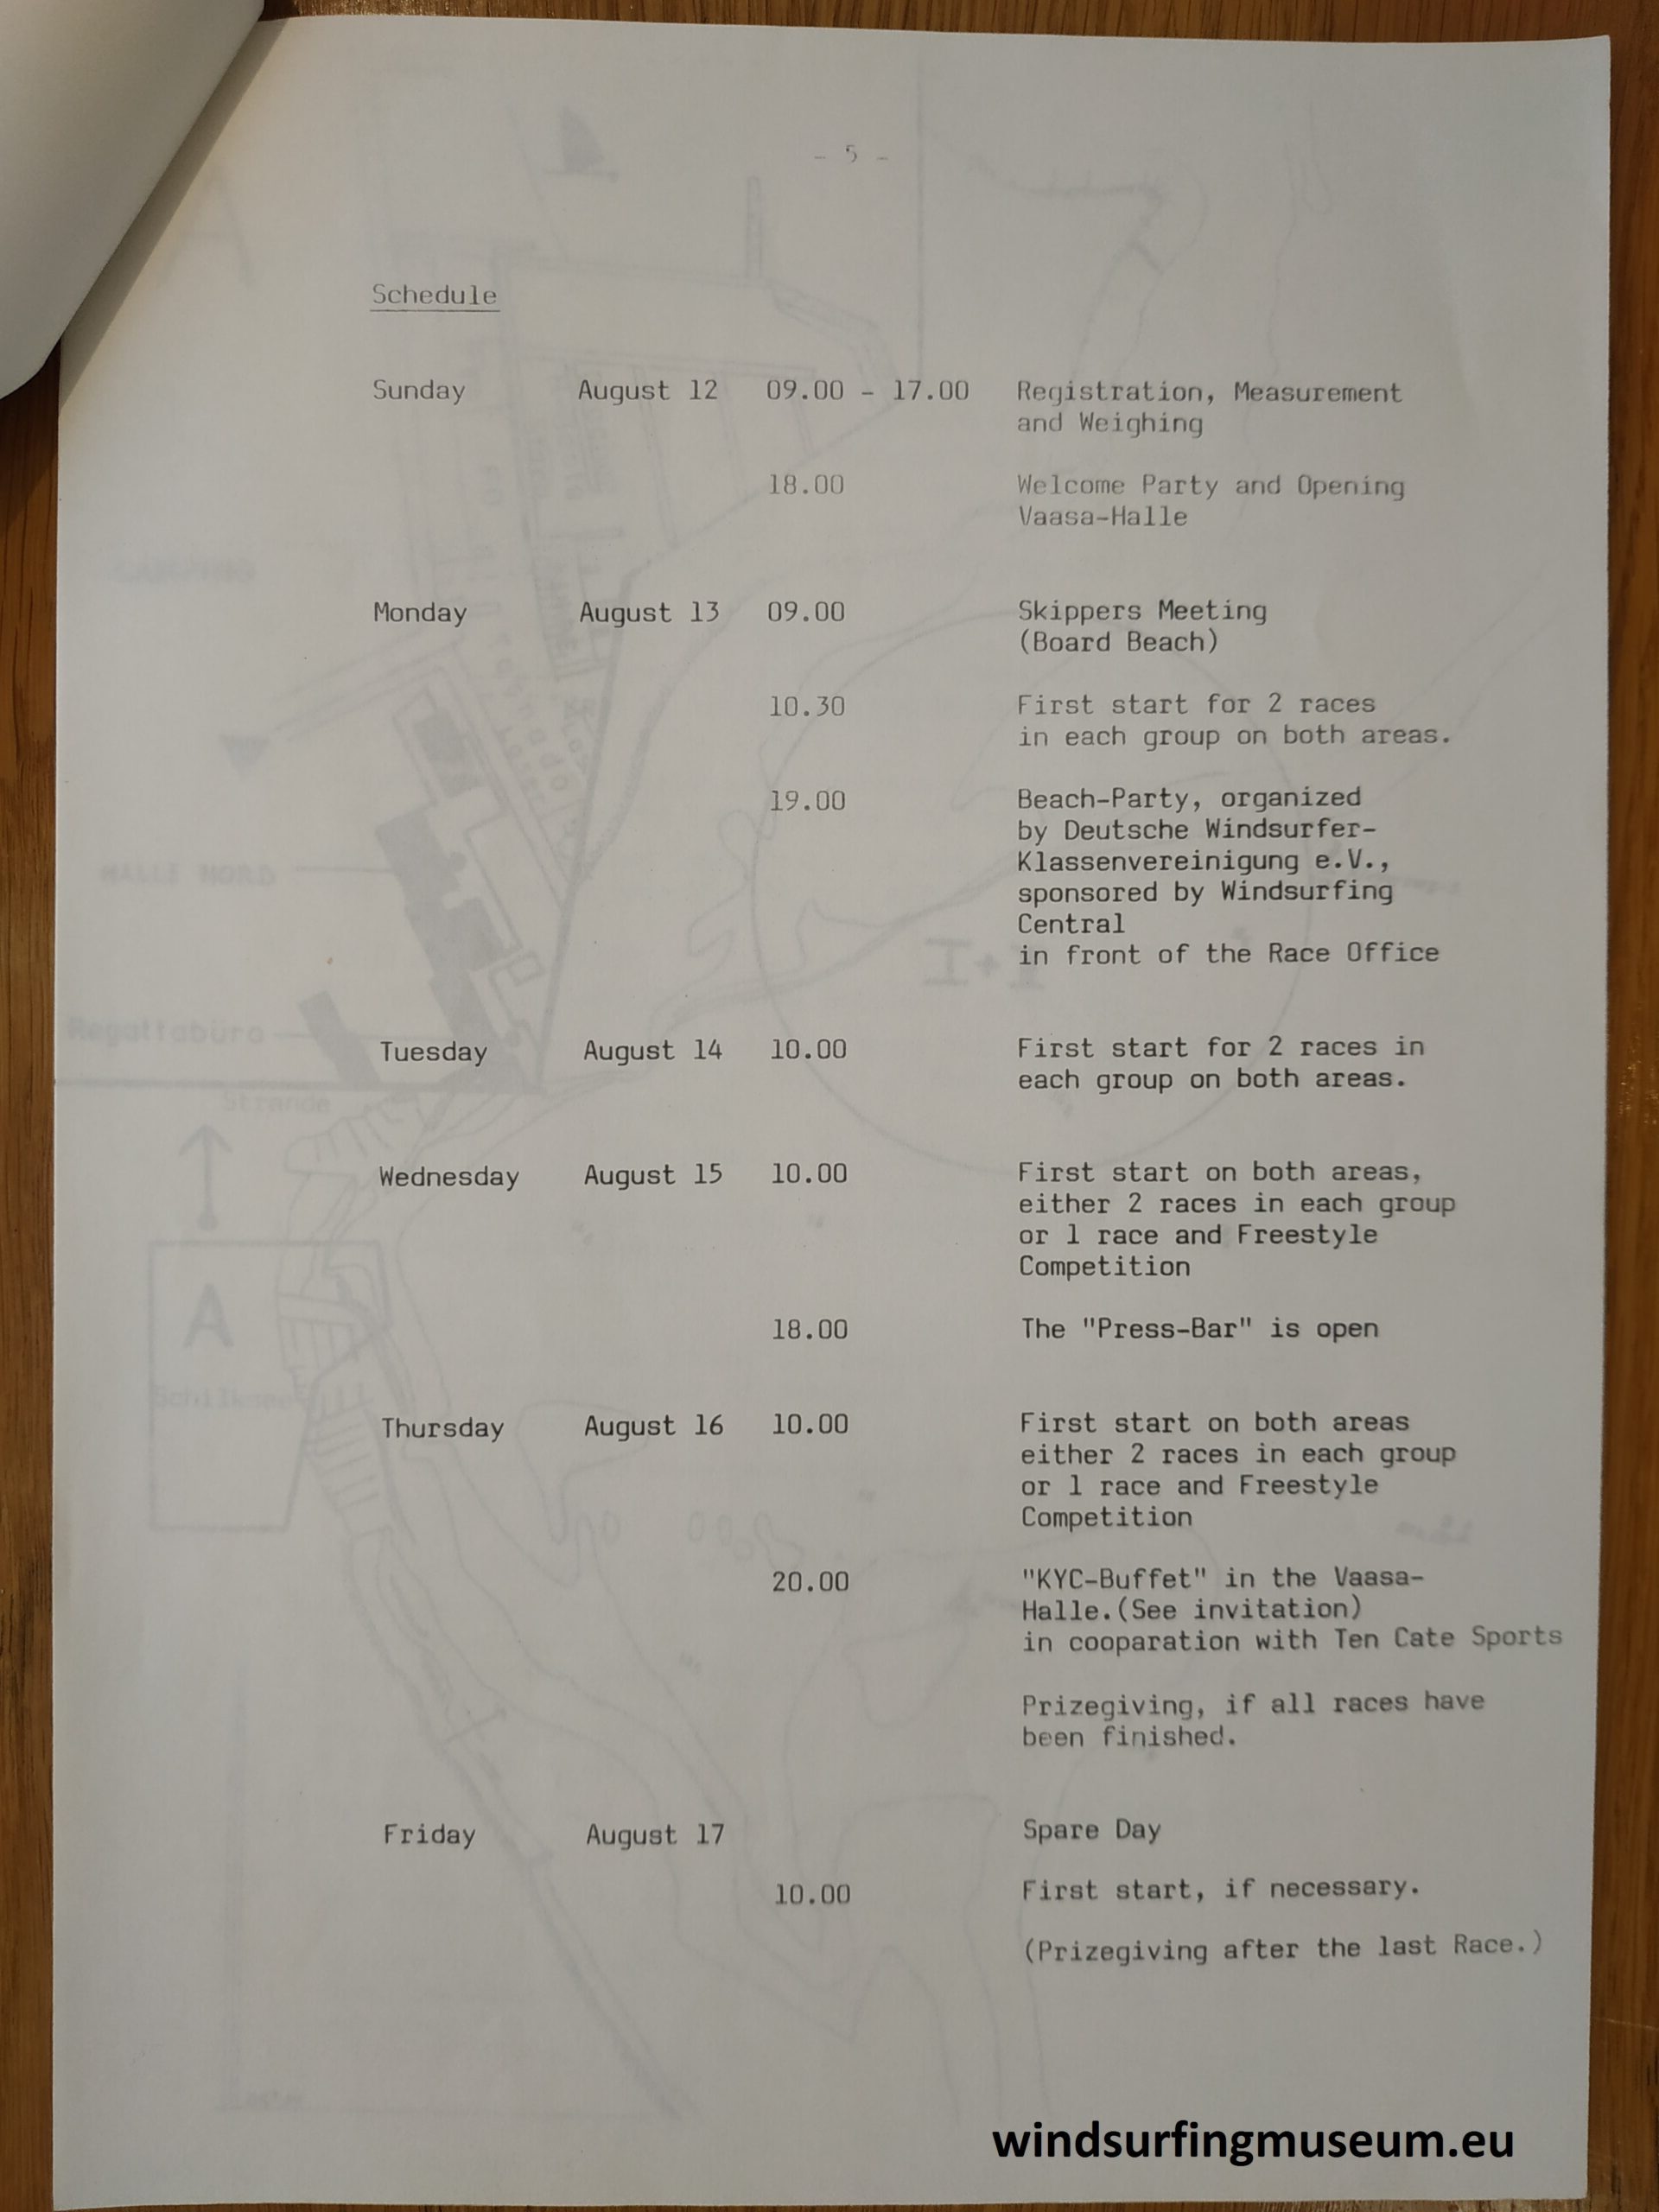 - 5 -
Schedule
Sunday August 12 09.00 - 17.00 Registration, Measurement
and Weighing
18.00 Welcome Party and Opening
Vaasa-Halle
Monday August 13 09.00 Skippers Meeting
(Board Beach)
10.30 First start for 2 races
in each group on both areas.
19.00 Beach-Party, organized
by Deutsche Windsurfer-
Klassenvereinigung e.V.,
sponsored by Windsurfing
Central
in front of the Race Office
Tuesday August 14 10.00 First start for 2 races in
each group on both areas.
Wednesday August 15 10.00 First start on both areas,
either 2 races in each group
or 1 race and Freestyle
Competition
18.00 The "Press-Bar" is open
Thursday August 16 10.00 First start on both areas
either 2 races in each group
or 1 race and Freestyle
Competition
20.00 "KYC-Buffet" in the Vaasa-
Halle.(See invitation)
in cooparation with Ten Cate Sports
Prizegiving, if all races have
been finished.
Friday August 17 Spare Day
10.00 First start, if necessary.
(Prizegiving after the last Race.)
HALLE NORD
Regattabüro
Strande
A
Schilksee
I+I
windsurfingmuseum.eu